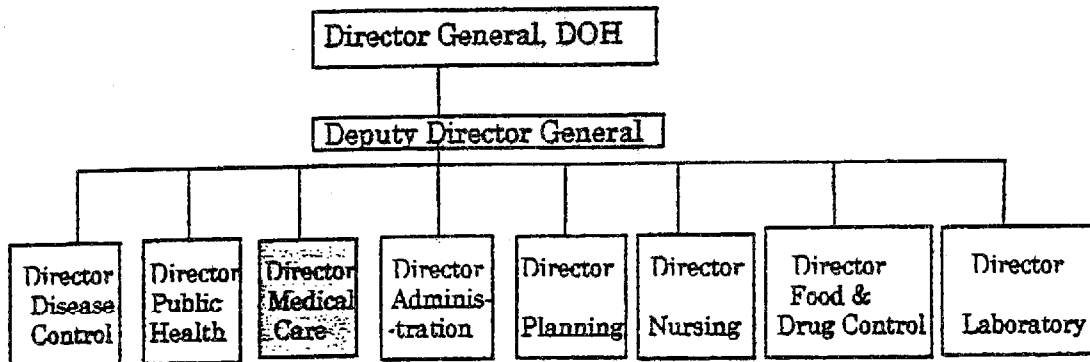 Director General, DOH
Deputy Director General
Director
Disease
Control
Director
Public
Health
Director
Medical
Care
Director
Adminis-
-tration
Director
Planning
Director
Nursing
Director
Food &
Drug Control
Director
Laboratory